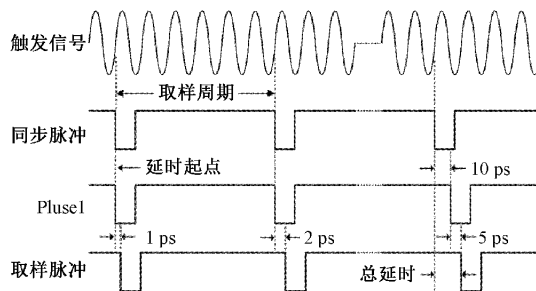 触发信号
取样周期
同步脉冲
延时起点
10 ps
Pluse1
1 ps
2 ps
5 ps
取样脉冲
总延时